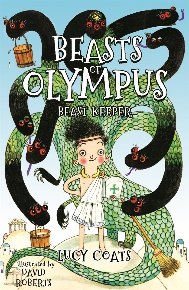 BEASTS
OF
OLYMPUS
BEAST KEEPER
LUCY COATS
illustrated by
DAVID
ROBERTS